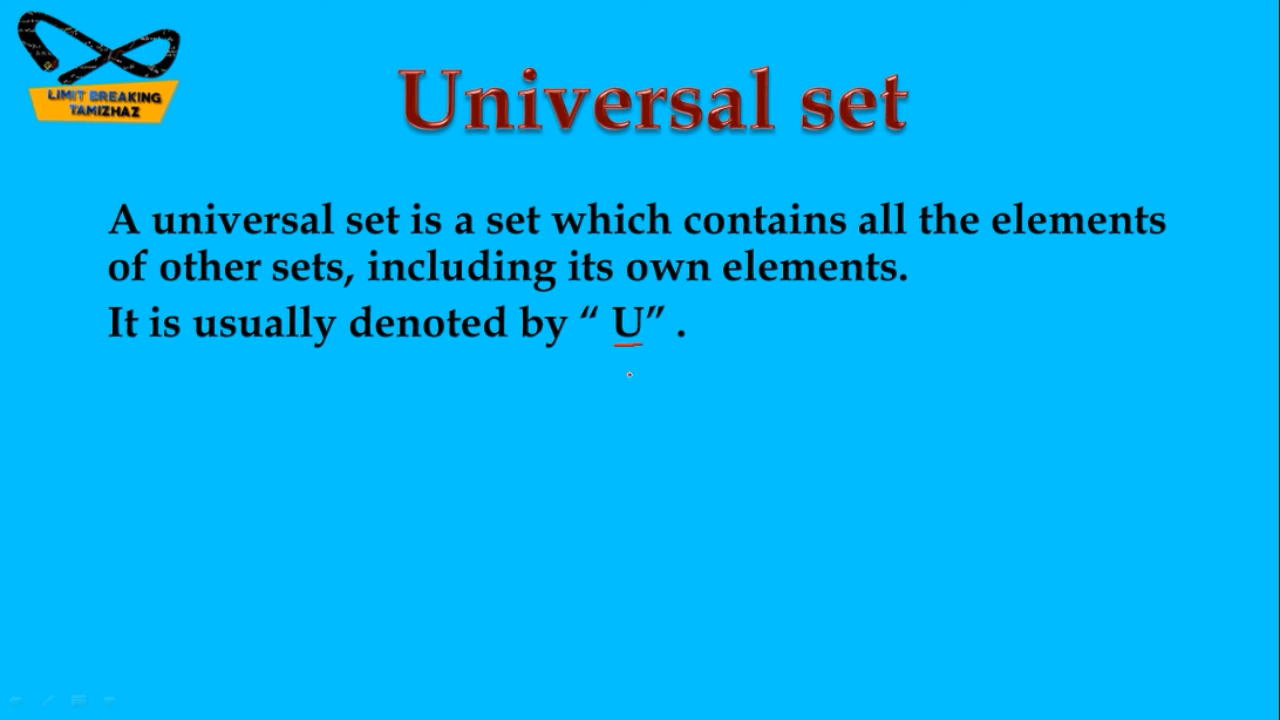 LIMIT BREAKING
TAMIZHAZ
Universal set
A universal set is a set which contains all the elements
of other sets, including its own elements.
It is usually denoted by “ U” .